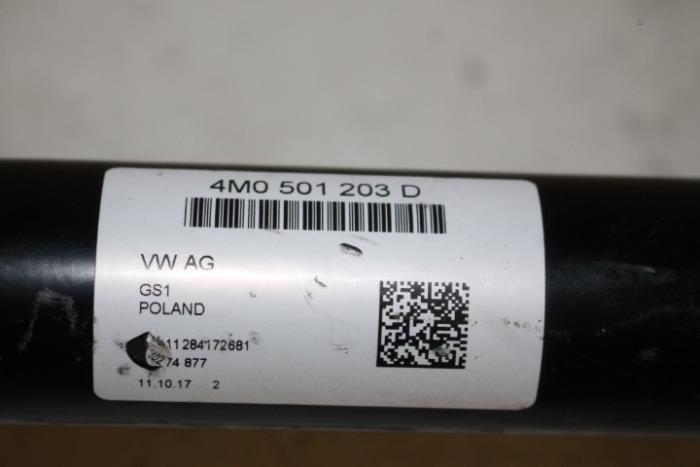 4M0 501 203 D
VW AG
GS1
POLAND
11284172681
74 877
11.10.17 2